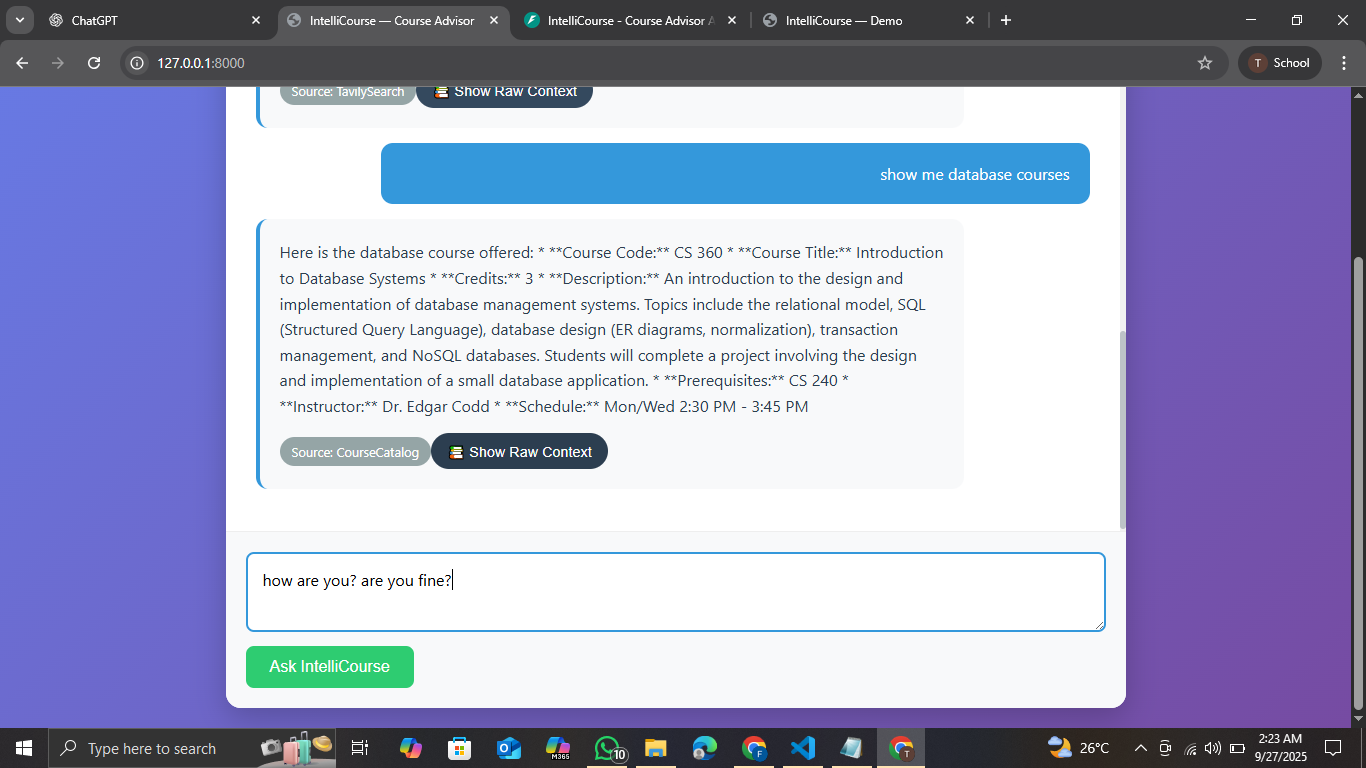 ChatGPT
IntelliCourse — Course Advisor
IntelliCourse - Course Advisor A
IntelliCourse — Demo
127.0.0.1:8000
T School
Source: TavilySearch
Show Raw Context
show me database courses
Here is the database course offered: * **Course Code:** CS 360 * **Course Title:** Introduction
to Database Systems * **Credits:** 3 * **Description:** An introduction to the design and
implementation of database management systems. Topics include the relational model, SQL
(Structured Query Language), database design (ER diagrams, normalization), transaction
management, and NoSQL databases. Students will complete a project involving the design
and implementation of a small database application. * **Prerequisites:** CS 240 *
**Instructor:** Dr. Edgar Codd * **Schedule:** Mon/Wed 2:30 PM - 3:45 PM
Source: CourseCatalog
Show Raw Context
how are you? are you fine?
Ask IntelliCourse
Type here to search
M365
10
F
T
26°C
2:23 AM
9/27/2025